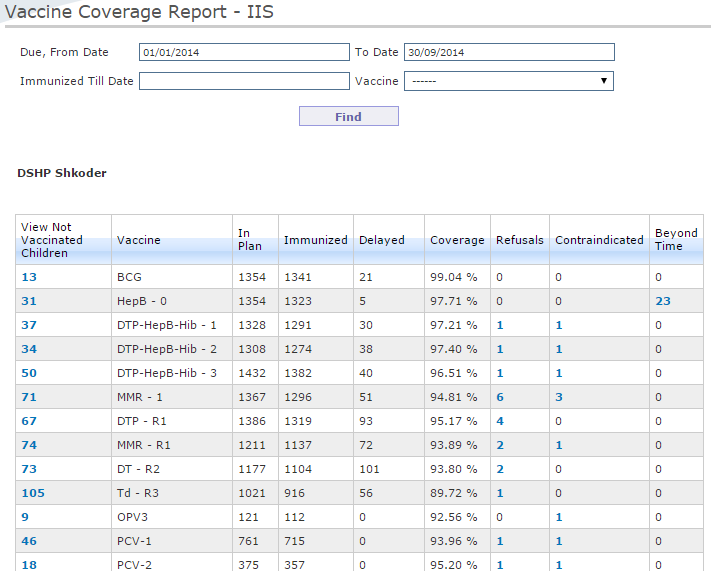 Vaccine Coverage Report - IIS
Due, From Date 01/01/2014 To Date 30/09/2014
Immunized Till Date Vaccine ------
Find
DSHP Shkoder
View Not Vaccinated Children Vaccine In Plan Immunized Delayed Coverage Refusals Contraindicated Beyond Time
13 BCG 1354 1341 21 99.04 % 0 0 0
31 HepB - 0 1354 1323 5 97.71 % 0 0 23
37 DTP-HepB-Hib - 1 1328 1291 30 97.21 % 1 1 0
34 DTP-HepB-Hib - 2 1308 1274 38 97.40 % 1 1 0
50 DTP-HepB-Hib - 3 1432 1382 40 96.51 % 1 1 0
71 MMR - 1 1367 1296 51 94.81 % 6 3 0
67 DTP - R1 1386 1319 93 95.17 % 4 0 0
74 MMR - R1 1211 1137 72 93.89 % 2 1 0
73 DT - R2 1177 1104 101 93.80 % 2 0 0
105 Td - R3 1021 916 56 89.72 % 1 0 0
9 OPV3 121 112 0 92.56 % 0 1 0
46 PCV-1 761 715 0 93.96 % 1 1 0
18 PCV-2 375 357 0 95.20 % 1 1 0